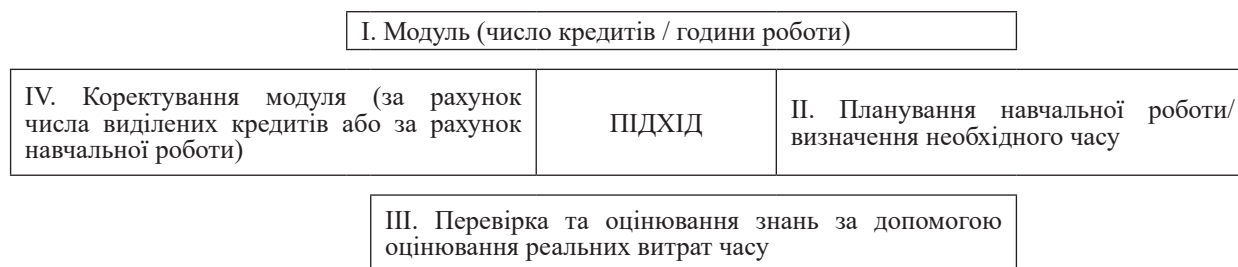 I. Модуль (число кредитів / години роботи)
IV. Коректування модуля (за рахунок
числа виділених кредитів або за рахунок
навчальної роботи)
ПІДХІД
II. Планування навчальної роботи/
визначення необхідного часу
III. Перевірка та оцінювання знань за допомогою
оцінювання реальних витрат часу